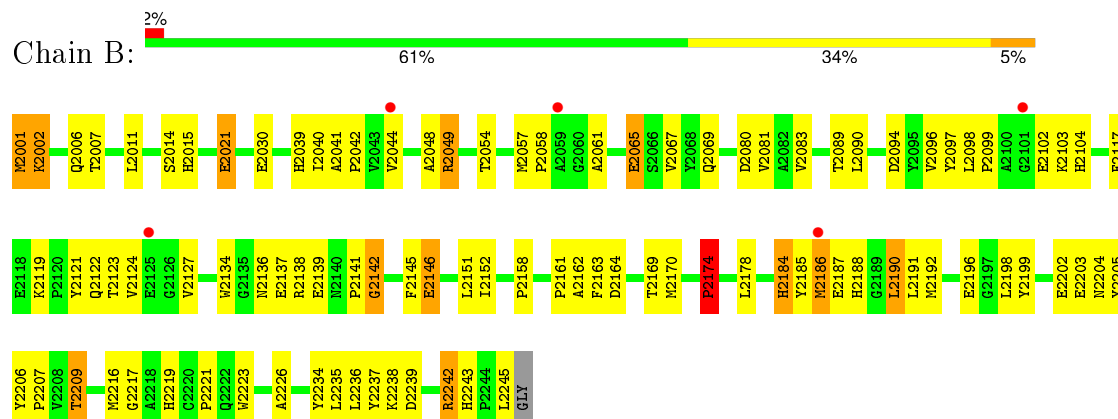 2%
Chain B:
61% 34% 5%
M2001 K2002 Q2006 T2007 L2011 S2014 H2015 E2021 E2030 H2039 I2040 A2041 P2042 V2043 V2044 A2048 R2049 T2054 M2057 P2058 A2059 G2060 A2061 E2065 S2066 V2067 Y2068 Q2069 D2080 V2081 A2082 V2083 T2089 L2090 D2094 Y2095 V2096 Y2097 L2098 P2099 A2100 G2101 E2102 K2103 H2104
E2118 K2119 P2120 Y2121 Q2122 T2123 V2124 E2125 G2126 V2127 W2134 G2135 N2136 E2137 R2138 E2139 N2140 P2141 G2142 F2145 E2146 L2151 I2152 P2158 P2161 A2162 F2163 D2164 T2169 M2170 P2174 L2178 H2184 Y2185 M2186 E2187 H2188 G2189 L2190 L2191 M2192 E2196 G2197 L2198 Y2199 E2202 E2203 N2204
Y2206 P2207 V2208 T2209 M2216 G2217 A2218 H2219 C2220 P2221 Q2222 W2223 A2226 Y2234 L2235 L2236 Y2237 K2238 D2239 R2242 H2243 P2244 L2245 GLY